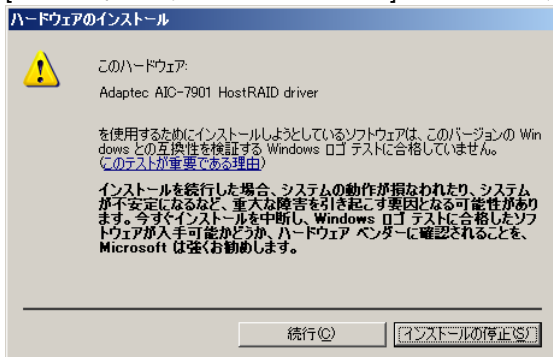 ハードウェアのインストール
このハードウェア:
Adaptec AIC-7901 HostRAID driver
を使用するためにインストールしようとしているソフトウェアは、このバージョンの Win
dows との互換性を検証する Windows ロゴ テストに合格していません。
(このテストが重要である理由)
インストールを続行した場合、システムの動作が損なわれたり、システム
が不安定になるなど、重大な障害を引き起こす要因となる可能性があり
ます。今すぐインストールを中断し、Windows ロゴ テストに合格したソフ
トウェアが入手可能かどうか、ハードウェア ベンダーに確認されることを、
Microsoft は強くお勧めします。
続行(C)
インストールの停止(S)